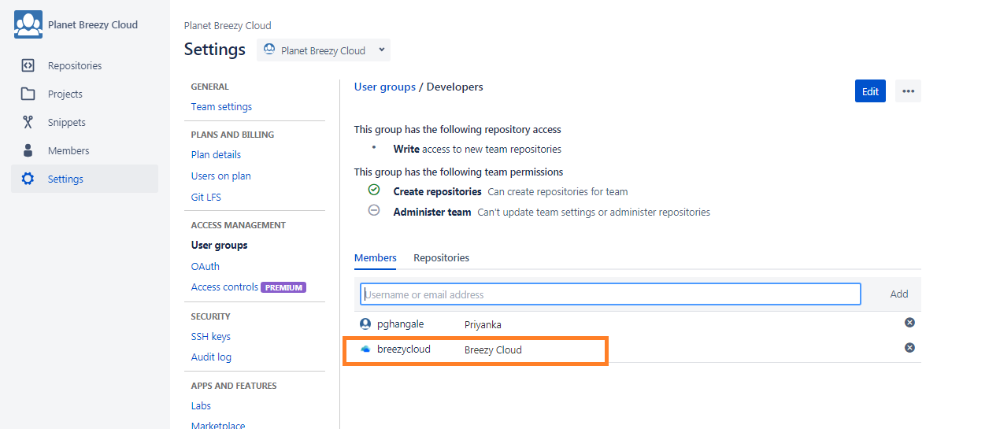 Planet Breezy Cloud
Repositories
Projects
Snippets
Members
Settings
Planet Breezy Cloud
Settings
Planet Breezy Cloud
GENERAL
Team settings
PLANS AND BILLING
Plan details
Users on plan
Git LFS
ACCESS MANAGEMENT
User groups
OAuth
Access controls PREMIUM
SECURITY
SSH keys
Audit log
APPS AND FEATURES
Labs
Marketplace
User groups / Developers
Edit
This group has the following repository access
• Write access to new team repositories
This group has the following team permissions
Create repositories Can create repositories for team
Administer team Can't update team settings or administer repositories
Members Repositories
Username or email address Add
pghangale Priyanka
breezycloud Breezy Cloud